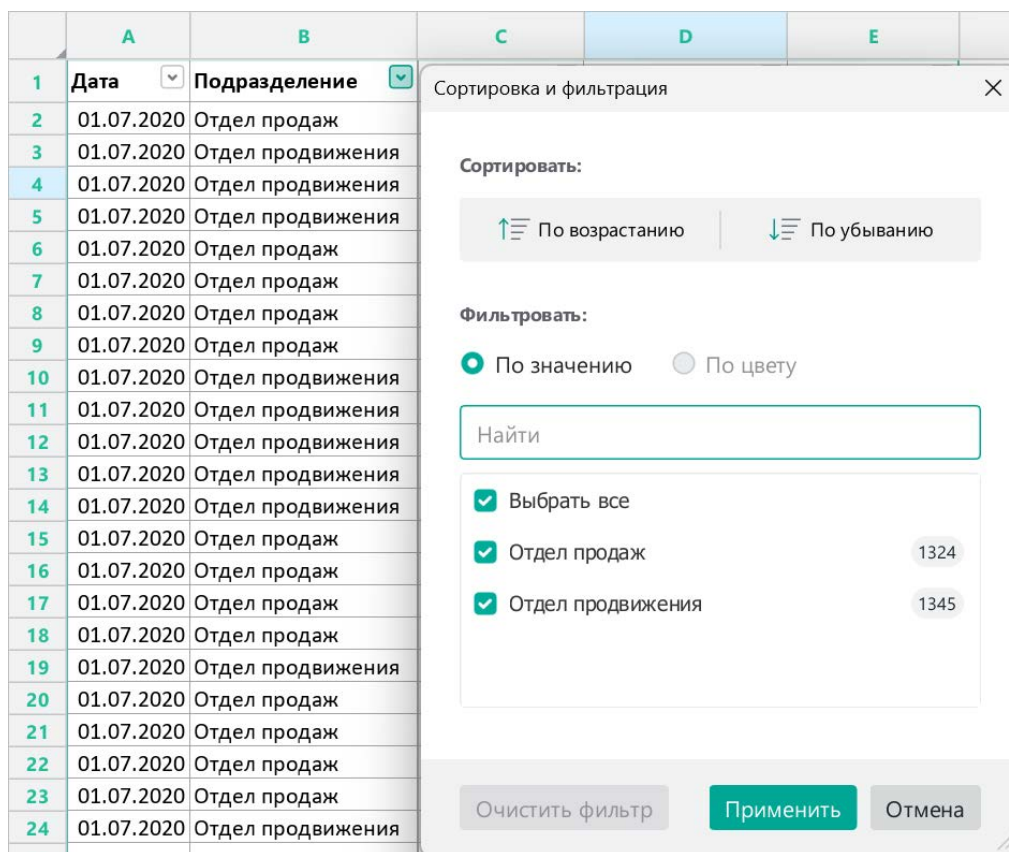 A B C D E
1 Дата Подразделение
2 01.07.2020 Отдел продаж
3 01.07.2020 Отдел продвижения
4 01.07.2020 Отдел продвижения
5 01.07.2020 Отдел продвижения
6 01.07.2020 Отдел продаж
7 01.07.2020 Отдел продаж
8 01.07.2020 Отдел продаж
9 01.07.2020 Отдел продаж
10 01.07.2020 Отдел продвижения
11 01.07.2020 Отдел продвижения
12 01.07.2020 Отдел продвижения
13 01.07.2020 Отдел продвижения
14 01.07.2020 Отдел продвижения
15 01.07.2020 Отдел продаж
16 01.07.2020 Отдел продаж
17 01.07.2020 Отдел продаж
18 01.07.2020 Отдел продаж
19 01.07.2020 Отдел продвижения
20 01.07.2020 Отдел продаж
21 01.07.2020 Отдел продаж
22 01.07.2020 Отдел продаж
23 01.07.2020 Отдел продаж
24 01.07.2020 Отдел продвижения
Сортировка и фильтрация
Сортировать:
По возрастанию По убыванию
Фильтровать:
По значению По цвету
Найти
Выбрать все
Отдел продаж 1324
Отдел продвижения 1345
Очистить фильтр Применить Отмена